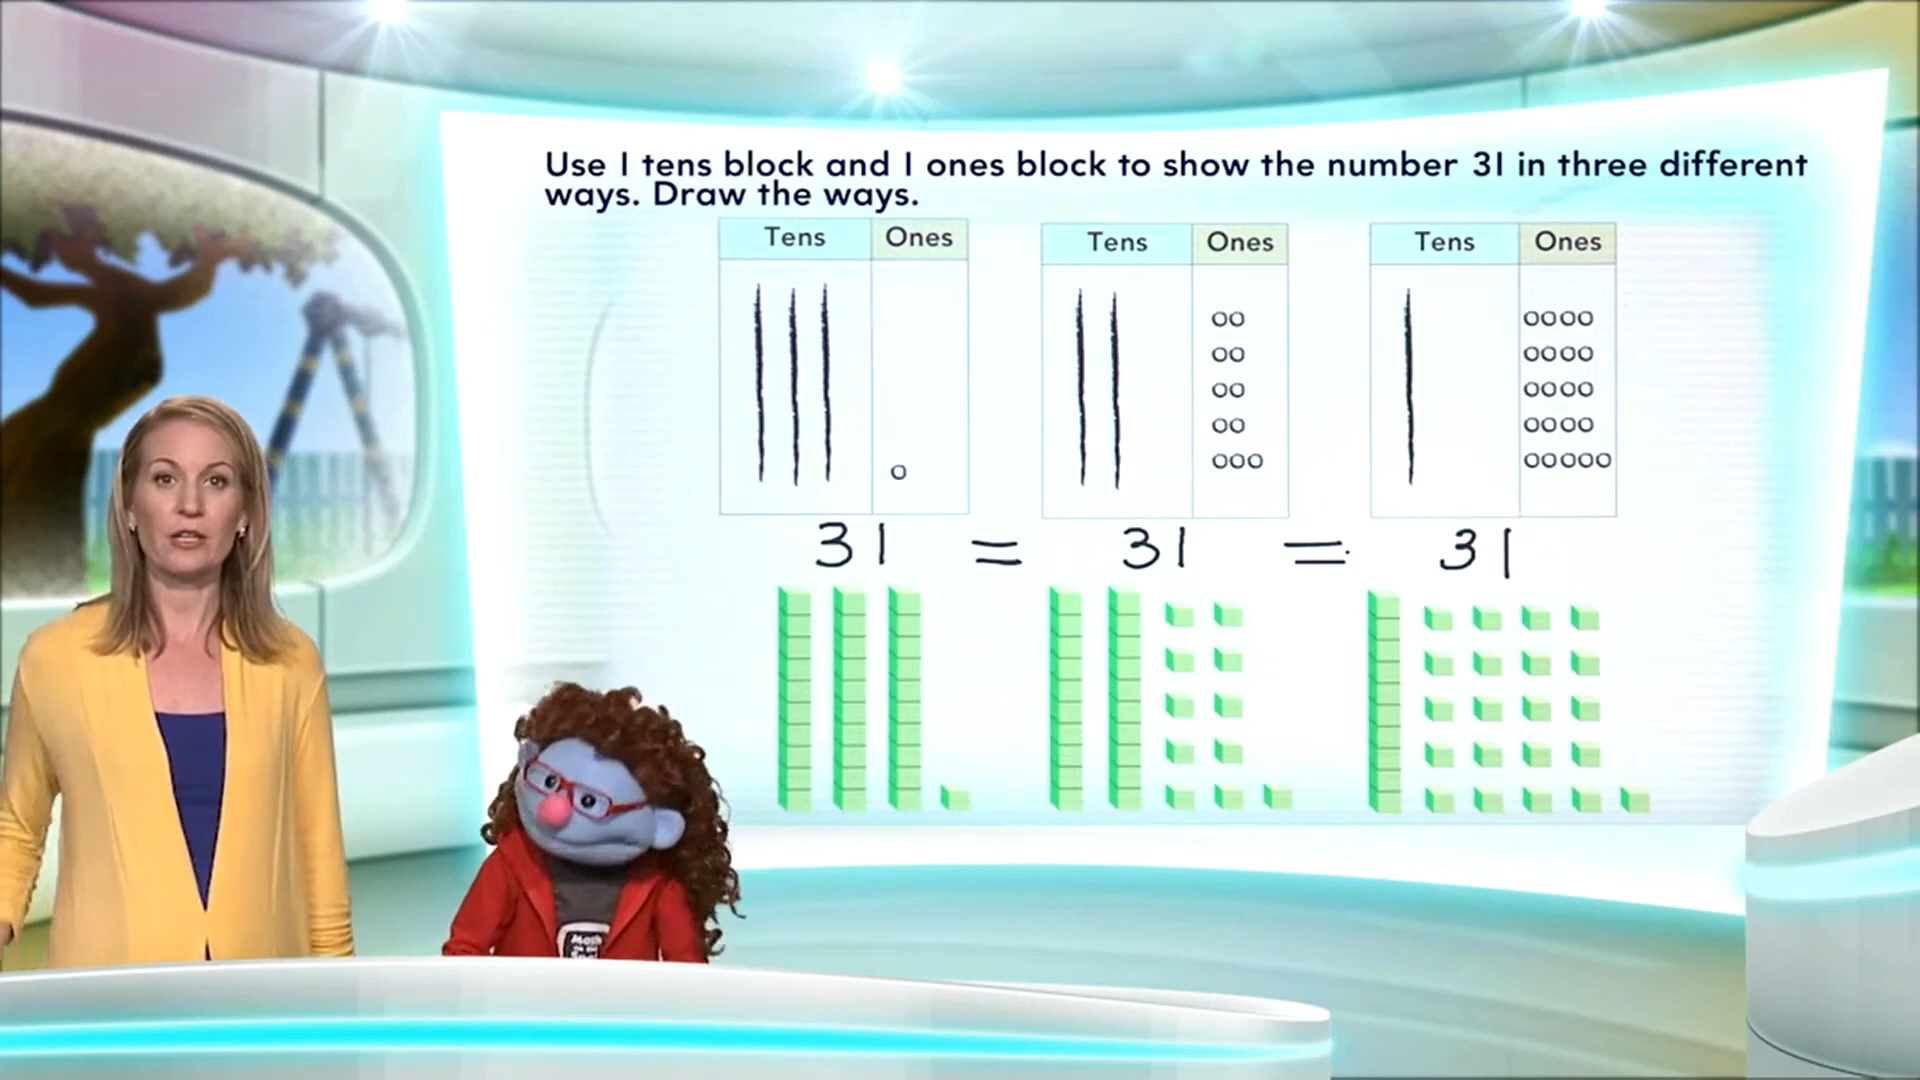 Use 1 tens block and 1 ones block to show the number 31 in three different
ways. Draw the ways.
Tens Ones
Tens Ones
Tens Ones
31 = 31 = 31
Math